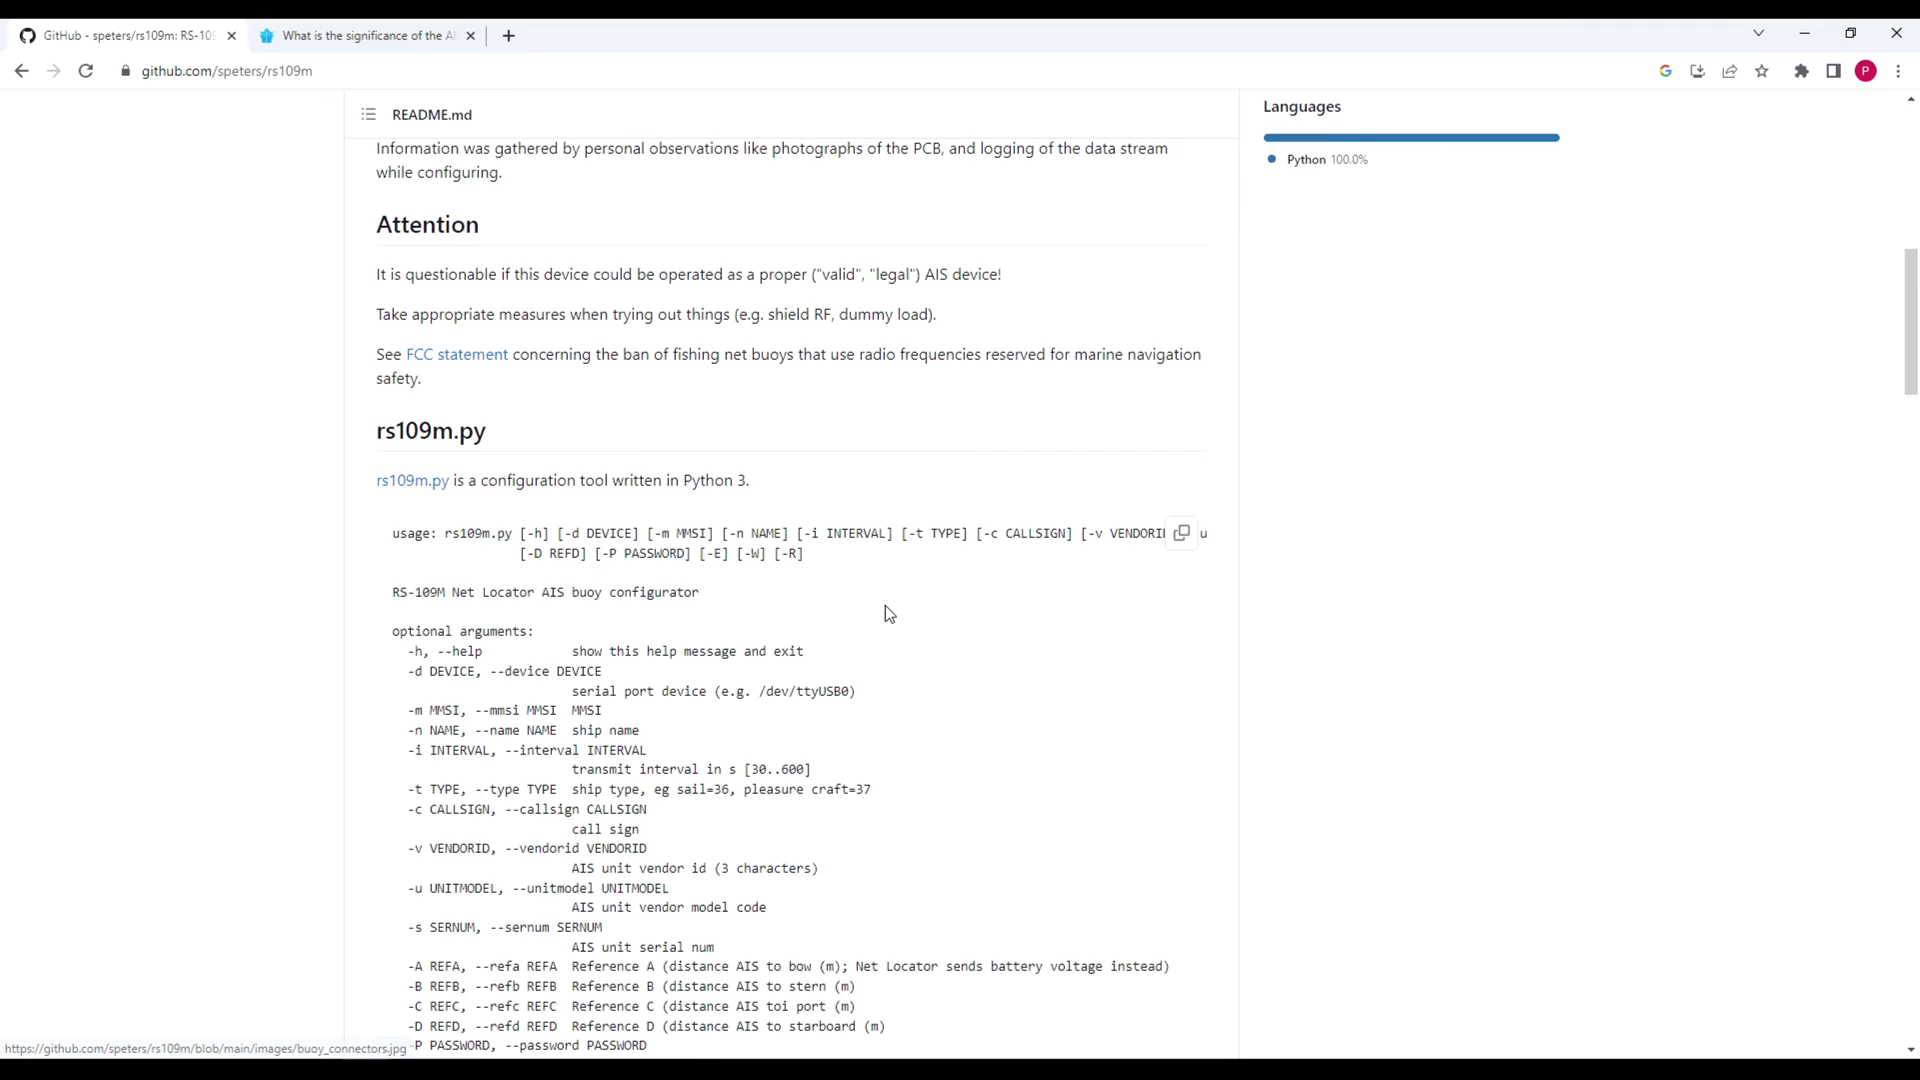 GitHub - speters/rs109m: RS-109
What is the significance of the A
github.com/speters/rs109m
P
README.md
Languages
Python 100.0%
Information was gathered by personal observations like photographs of the PCB, and logging of the data stream
while configuring.
Attention
It is questionable if this device could be operated as a proper ("valid", "legal") AIS device!
Take appropriate measures when trying out things (e.g. shield RF, dummy load).
See FCC statement concerning the ban of fishing net buoys that use radio frequencies reserved for marine navigation
safety.
rs109m.py
rs109m.py is a configuration tool written in Python 3.
usage: rs109m.py [-h] [-d DEVICE] [-m MMSI] [-n NAME] [-i INTERVAL] [-t TYPE] [-c CALLSIGN] [-v VENDORI u
[-D REFD] [-P PASSWORD] [-E] [-W] [-R]
RS-109M Net Locator AIS buoy configurator
optional arguments:
-h, --help show this help message and exit
-d DEVICE, --device DEVICE
serial port device (e.g. /dev/ttyUSB0)
-m MMSI, --mmsi MMSI MMSI
-n NAME, --name NAME ship name
-i INTERVAL, --interval INTERVAL
transmit interval in s [30..600]
-t TYPE, --type TYPE ship type, eg sail=36, pleasure craft=37
-c CALLSIGN, --callsign CALLSIGN
call sign
-v VENDORID, --vendorid VENDORID
AIS unit vendor id (3 characters)
-u UNITMODEL, --unitmodel UNITMODEL
AIS unit vendor model code
-s SERNUM, --sernum SERNUM
AIS unit serial num
-A REFA, --refa REFA Reference A (distance AIS to bow (m); Net Locator sends battery voltage instead)
-B REFB, --refb REFB Reference B (distance AIS to stern (m)
-C REFC, --refc REFC Reference C (distance AIS toi port (m)
-D REFD, --refd REFD Reference D (distance AIS to starboard (m)
-P PASSWORD, --password PASSWORD
https://github.com/speters/rs109m/blob/main/images/buoy_connectors.jpg